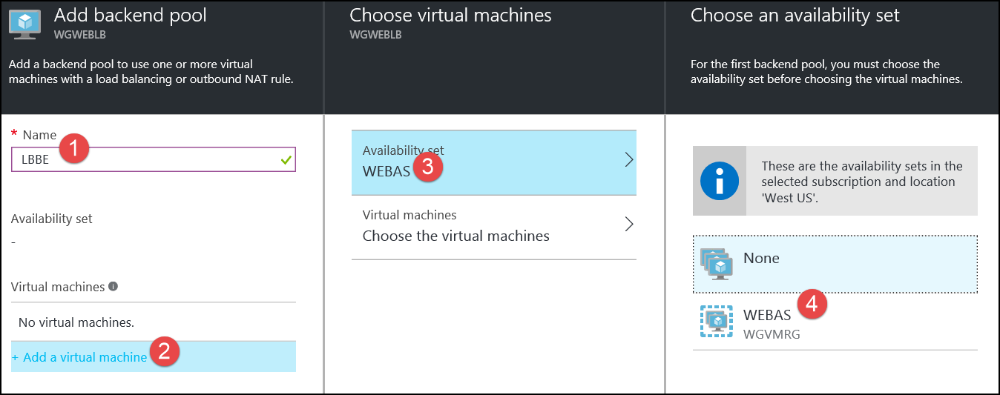 Add backend pool
WGWEBLB
Add a backend pool to use one or more virtual
machines with a load balancing or outbound NAT rule.
* Name
1
LBBE
Availability set
-
Virtual machines
No virtual machines.
+ Add a virtual machine
2
Choose virtual machines
WGWEBLB
Availability set
WEBAS
3
Virtual machines
Choose the virtual machines
Choose an availability set
For the first backend pool, you must choose the
availability set before choosing the virtual machines.
These are the availability sets in the
selected subscription and location
'West US'.
None
WEBAS
4
WGVMRG